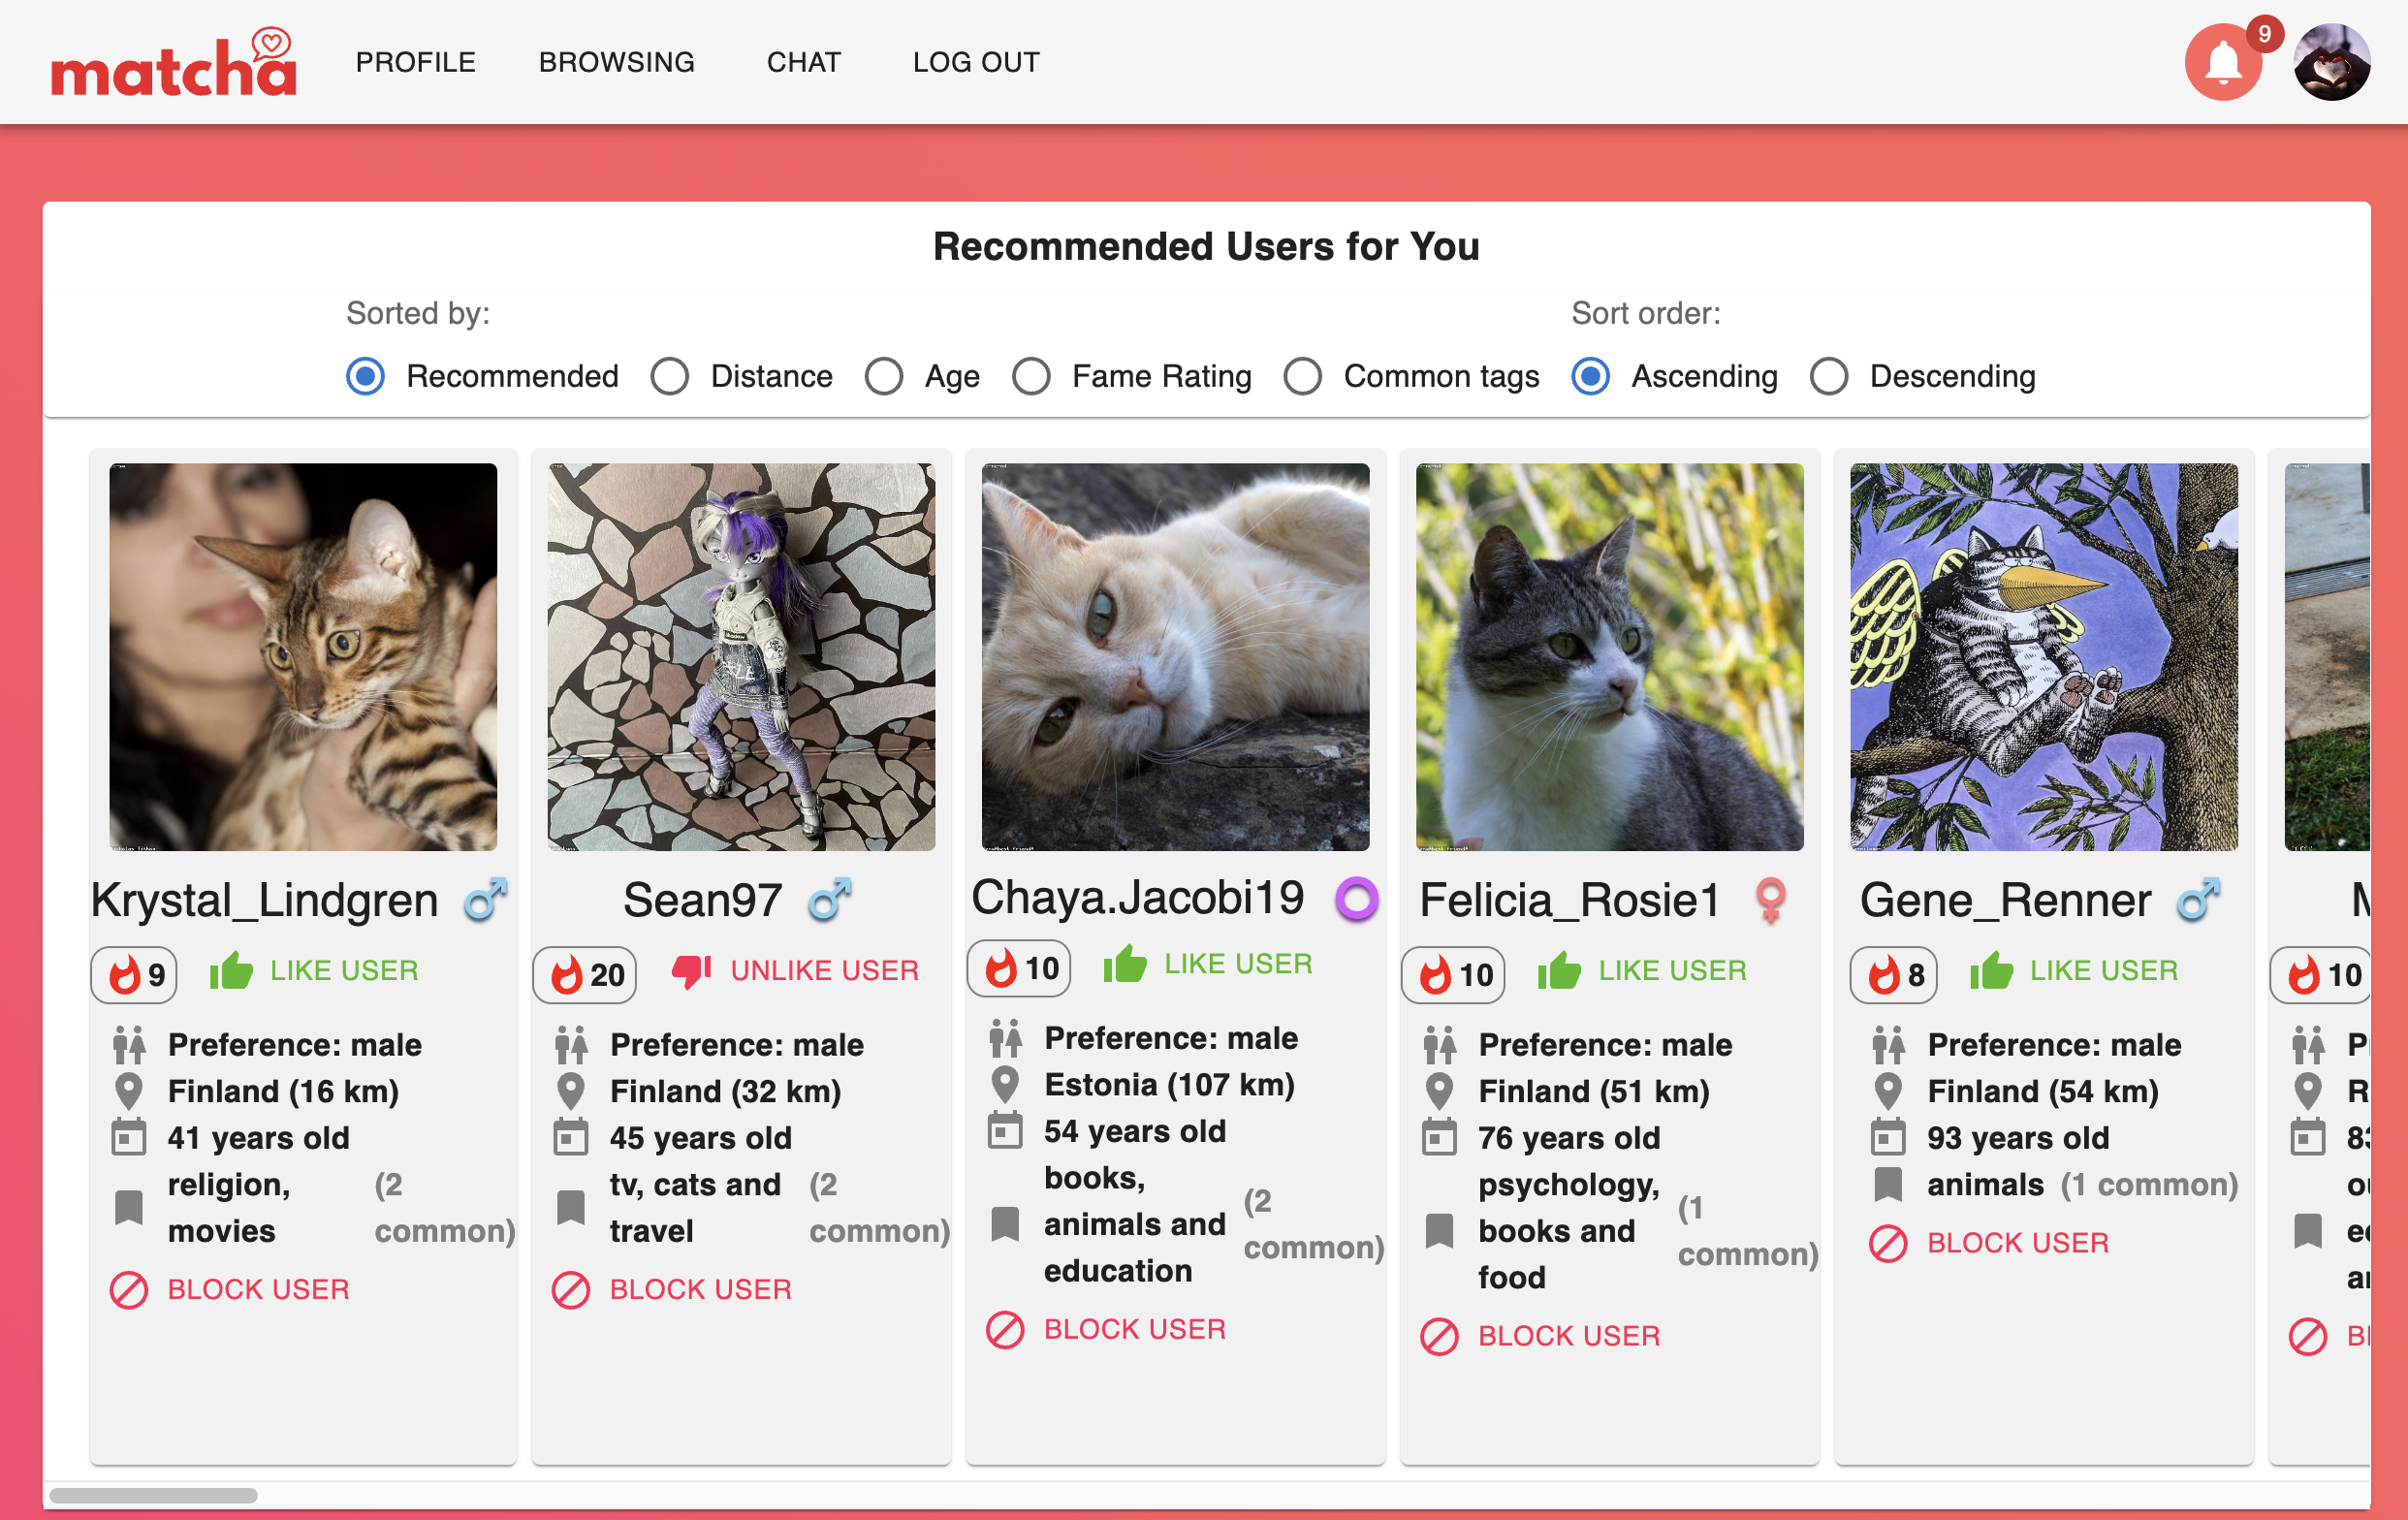 matcha
PROFILE
BROWSING
CHAT
LOG OUT
9
Recommended Users for You
Sorted by:
Sort order:
Recommended
Distance
Age
Fame Rating
Common tags
Ascending
Descending
Krystal_Lindgren
9
LIKE USER
Preference: male
Finland (16 km)
41 years old
religion,
movies
(2
common)
BLOCK USER
Sean97
20
UNLIKE USER
Preference: male
Finland (32 km)
45 years old
tv, cats and
travel
(2
common)
BLOCK USER
Chaya.Jacobi19
10
LIKE USER
Preference: male
Estonia (107 km)
54 years old
books,
animals and
education
(2
common)
BLOCK USER
Felicia_Rosie1
10
LIKE USER
Preference: male
Finland (51 km)
76 years old
psychology,
books and
food
(1
common)
BLOCK USER
Gene_Renner
8
LIKE USER
Preference: male
Finland (54 km)
93 years old
animals
(1 common)
BLOCK USER
10